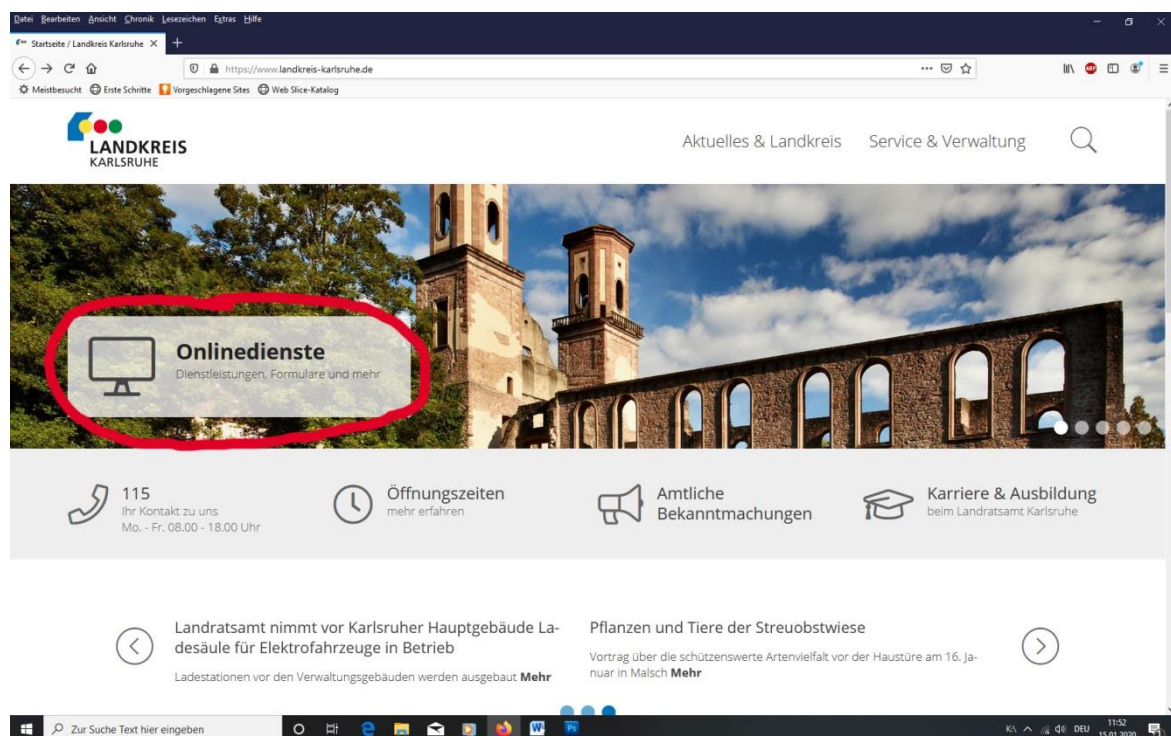 Datei Bearbeiten Ansicht Chronik Lesezeichen Extras Hilfe
Startseite / Landkreis Karlsruhe
https://www.landkreis-karlsruhe.de
ABP
Meistbesucht Erste Schritte Vorgeschlagene Sites Web Slice-Katalog
LANDKREIS
KARLSRUHE
Aktuelles & Landkreis Service & Verwaltung
Onlinedienste
Dienstleistungen, Formulare und mehr
115
Ihr Kontakt zu uns
Mo. - Fr. 08.00 - 18.00 Uhr
Öffnungszeiten
mehr erfahren
Amtliche
Bekanntmachungen
Karriere & Ausbildung
beim Landratsamt Karlsruhe
Landratsamt nimmt vor Karlsruher Hauptgebäude La-
desäule für Elektrofahrzeuge in Betrieb
Ladestationen vor den Verwaltungsgebäuden werden ausgebaut Mehr
Pflanzen und Tiere der Streuobstwiese
Vortrag über die schützenswerte Artenvielfalt vor der Haustüre am 16. Ja-
nuar in Malsch Mehr
Zur Suche Text hier eingeben
W
Ps
K:\ DEU
11:52
15.01.2020